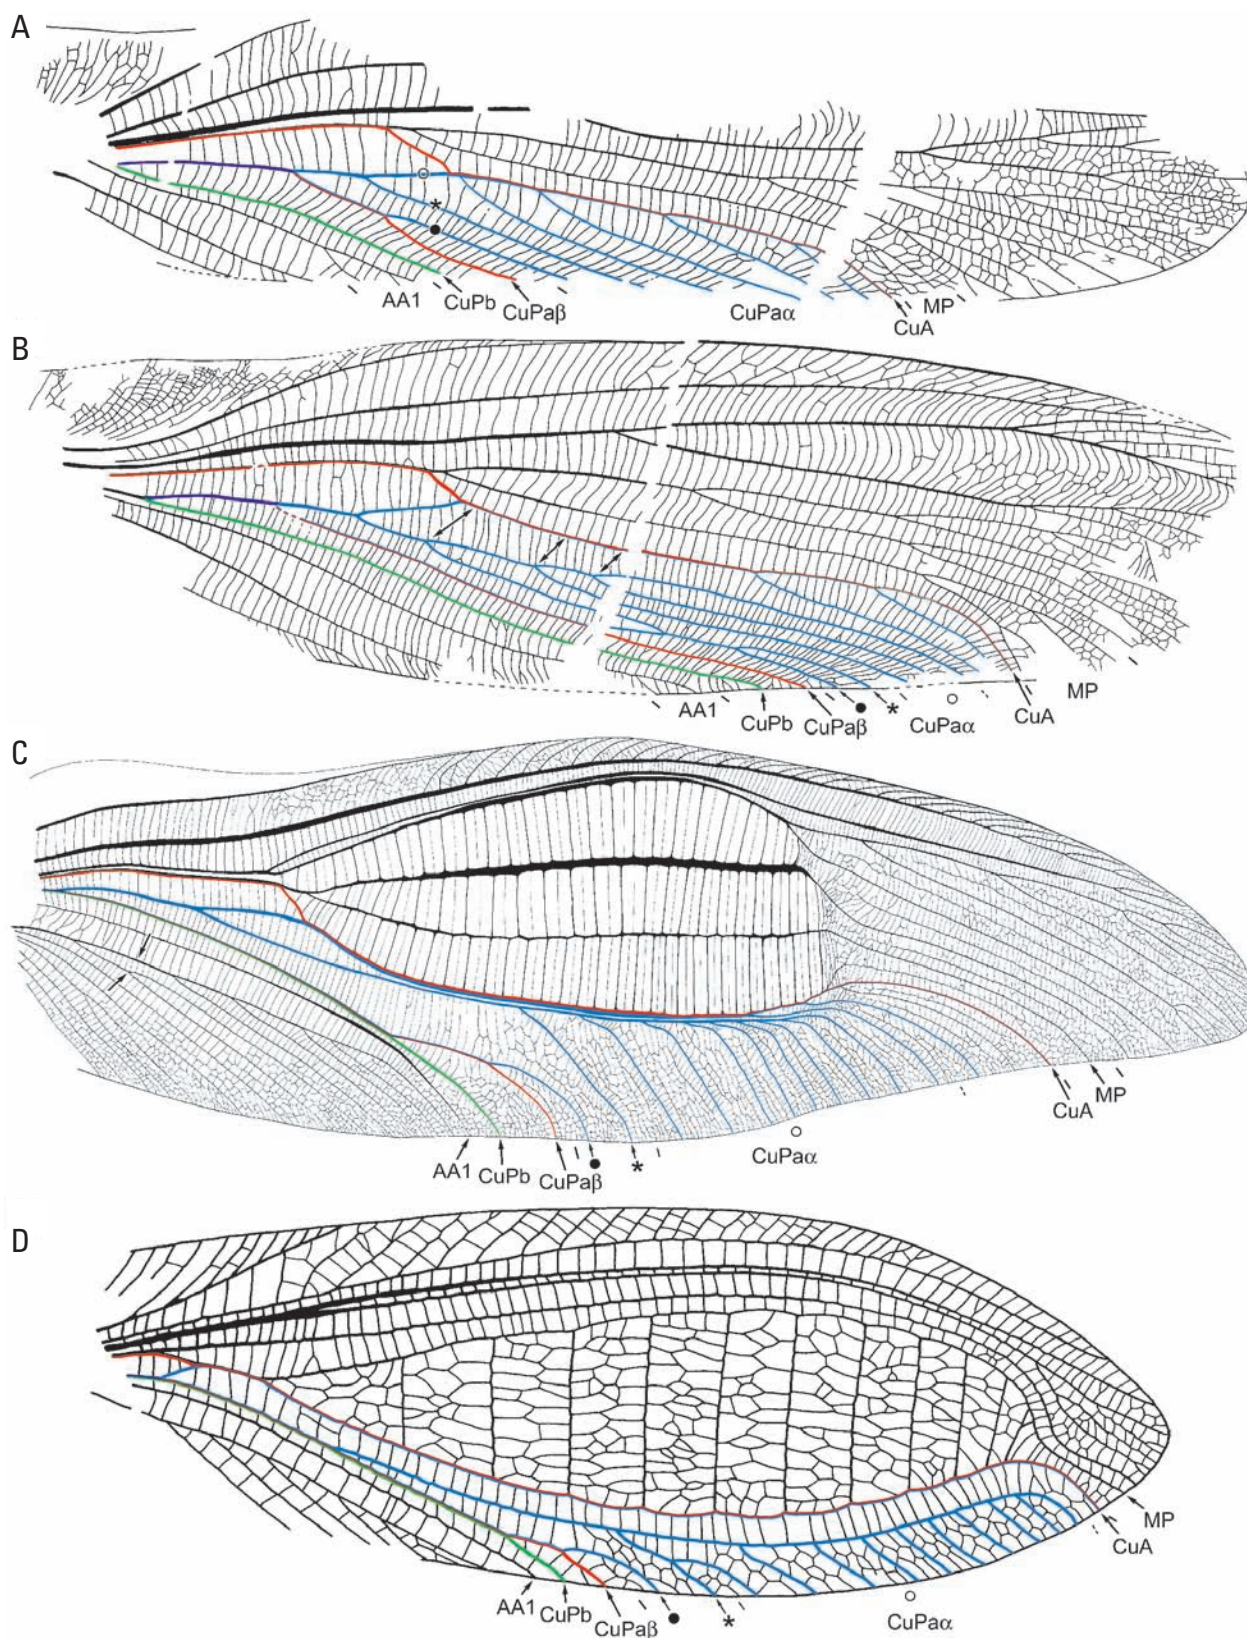 A
*
●
AA1 CuPb CuPaβ CuPaα CuA MP
B
AA1 CuPb CuPaβ ● * CuPaα ○ CuA MP
C
AA1 CuPb CuPaβ ● * CuPaα ○ CuA MP
D
AA1 CuPb CuPaβ ● * CuPaα ○ CuA MP